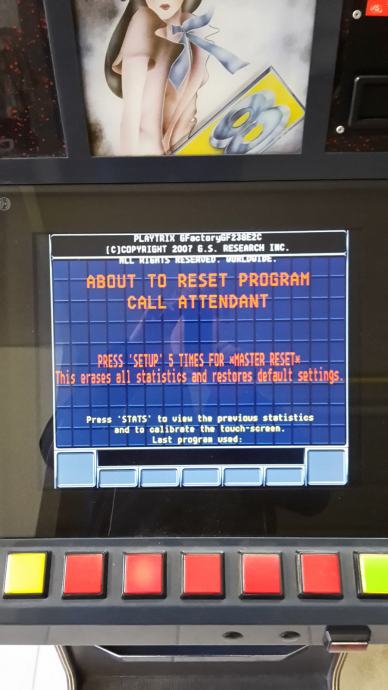 PLAYTRIX GFactoryGF238E2C
(C)COPYRIGHT 2007 G.S. RESEARCH INC.
ALL RIGHTS RESERVED. WORLDWIDE.
ABOUT TO RESET PROGRAM
CALL ATTENDANT
PRESS 'SETUP' 5 TIMES FOR *MASTER RESET*
This erases all statistics and restores default settings.
Press 'STATS' to view the previous statistics
and to calibrate the touch-screen.
Last program used: